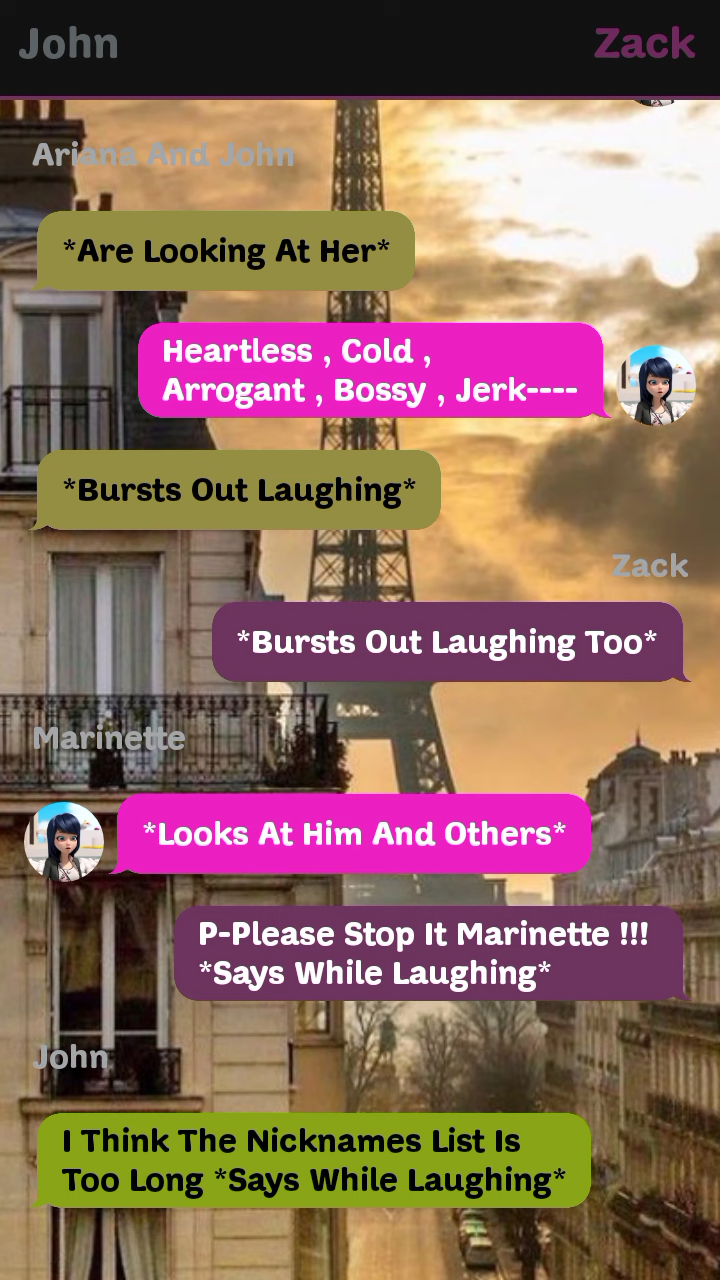 John
Zack
Ariana And John
*Are Looking At Her*
Heartless , Cold ,
Arrogant , Bossy , Jerk----
*Bursts Out Laughing*
Zack
*Bursts Out Laughing Too*
Marinette
*Looks At Him And Others*
P-Please Stop It Marinette !!!
*Says While Laughing*
John
I Think The Nicknames List Is
Too Long *Says While Laughing*